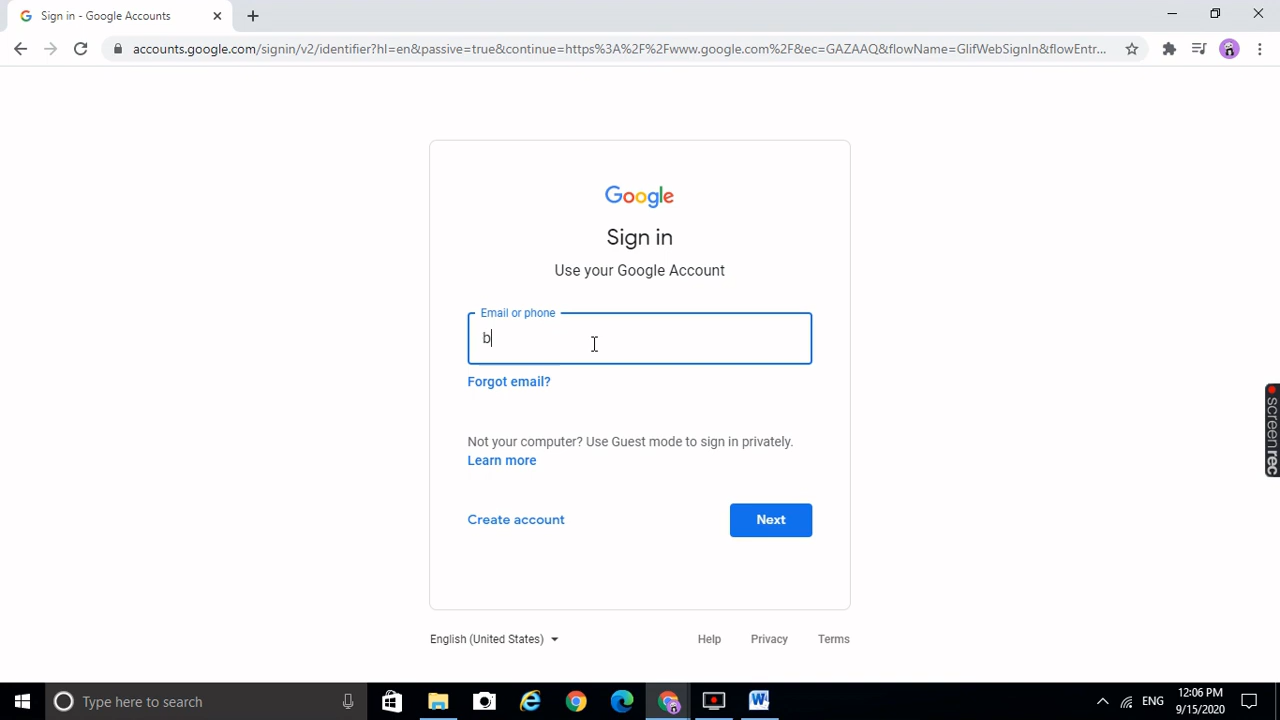 Sign in - Google Accounts
accounts.google.com/signin/v2/identifier?hl=en&passive=true&continue=https%3A%2F%2Fwww.google.com%2F&ec=GAZAAQ&flowName=GlifWebSignIn&flowEntr...
Google
Sign in
Use your Google Account
Email or phone
b
Forgot email?
Not your computer? Use Guest mode to sign in privately.
Learn more
Create account
Next
English (United States)
Help
Privacy
Terms
screenrec
Type here to search
ENG
12:06 PM
9/15/2020